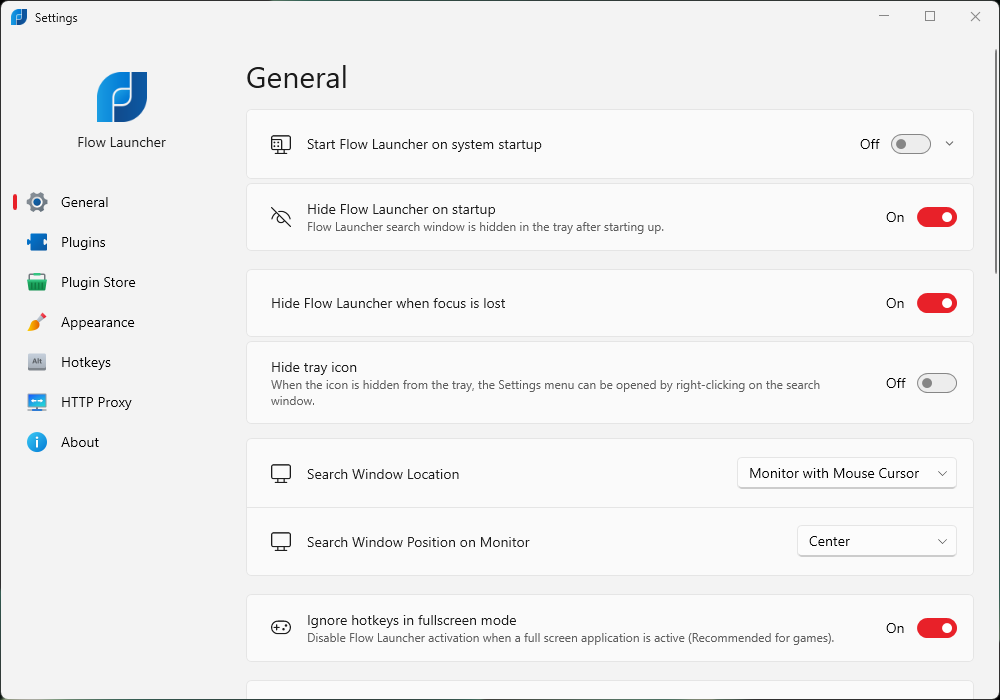 Settings
Flow Launcher
General
Plugins
Plugin Store
Appearance
Alt
Hotkeys
HTTP Proxy
About
General
Start Flow Launcher on system startup
Off
Hide Flow Launcher on startup
Flow Launcher search window is hidden in the tray after starting up.
On
Hide Flow Launcher when focus is lost
On
Hide tray icon
When the icon is hidden from the tray, the Settings menu can be opened by right-clicking on the search
window.
Off
Search Window Location
Monitor with Mouse Cursor
Search Window Position on Monitor
Center
Ignore hotkeys in fullscreen mode
Disable Flow Launcher activation when a full screen application is active (Recommended for games).
On